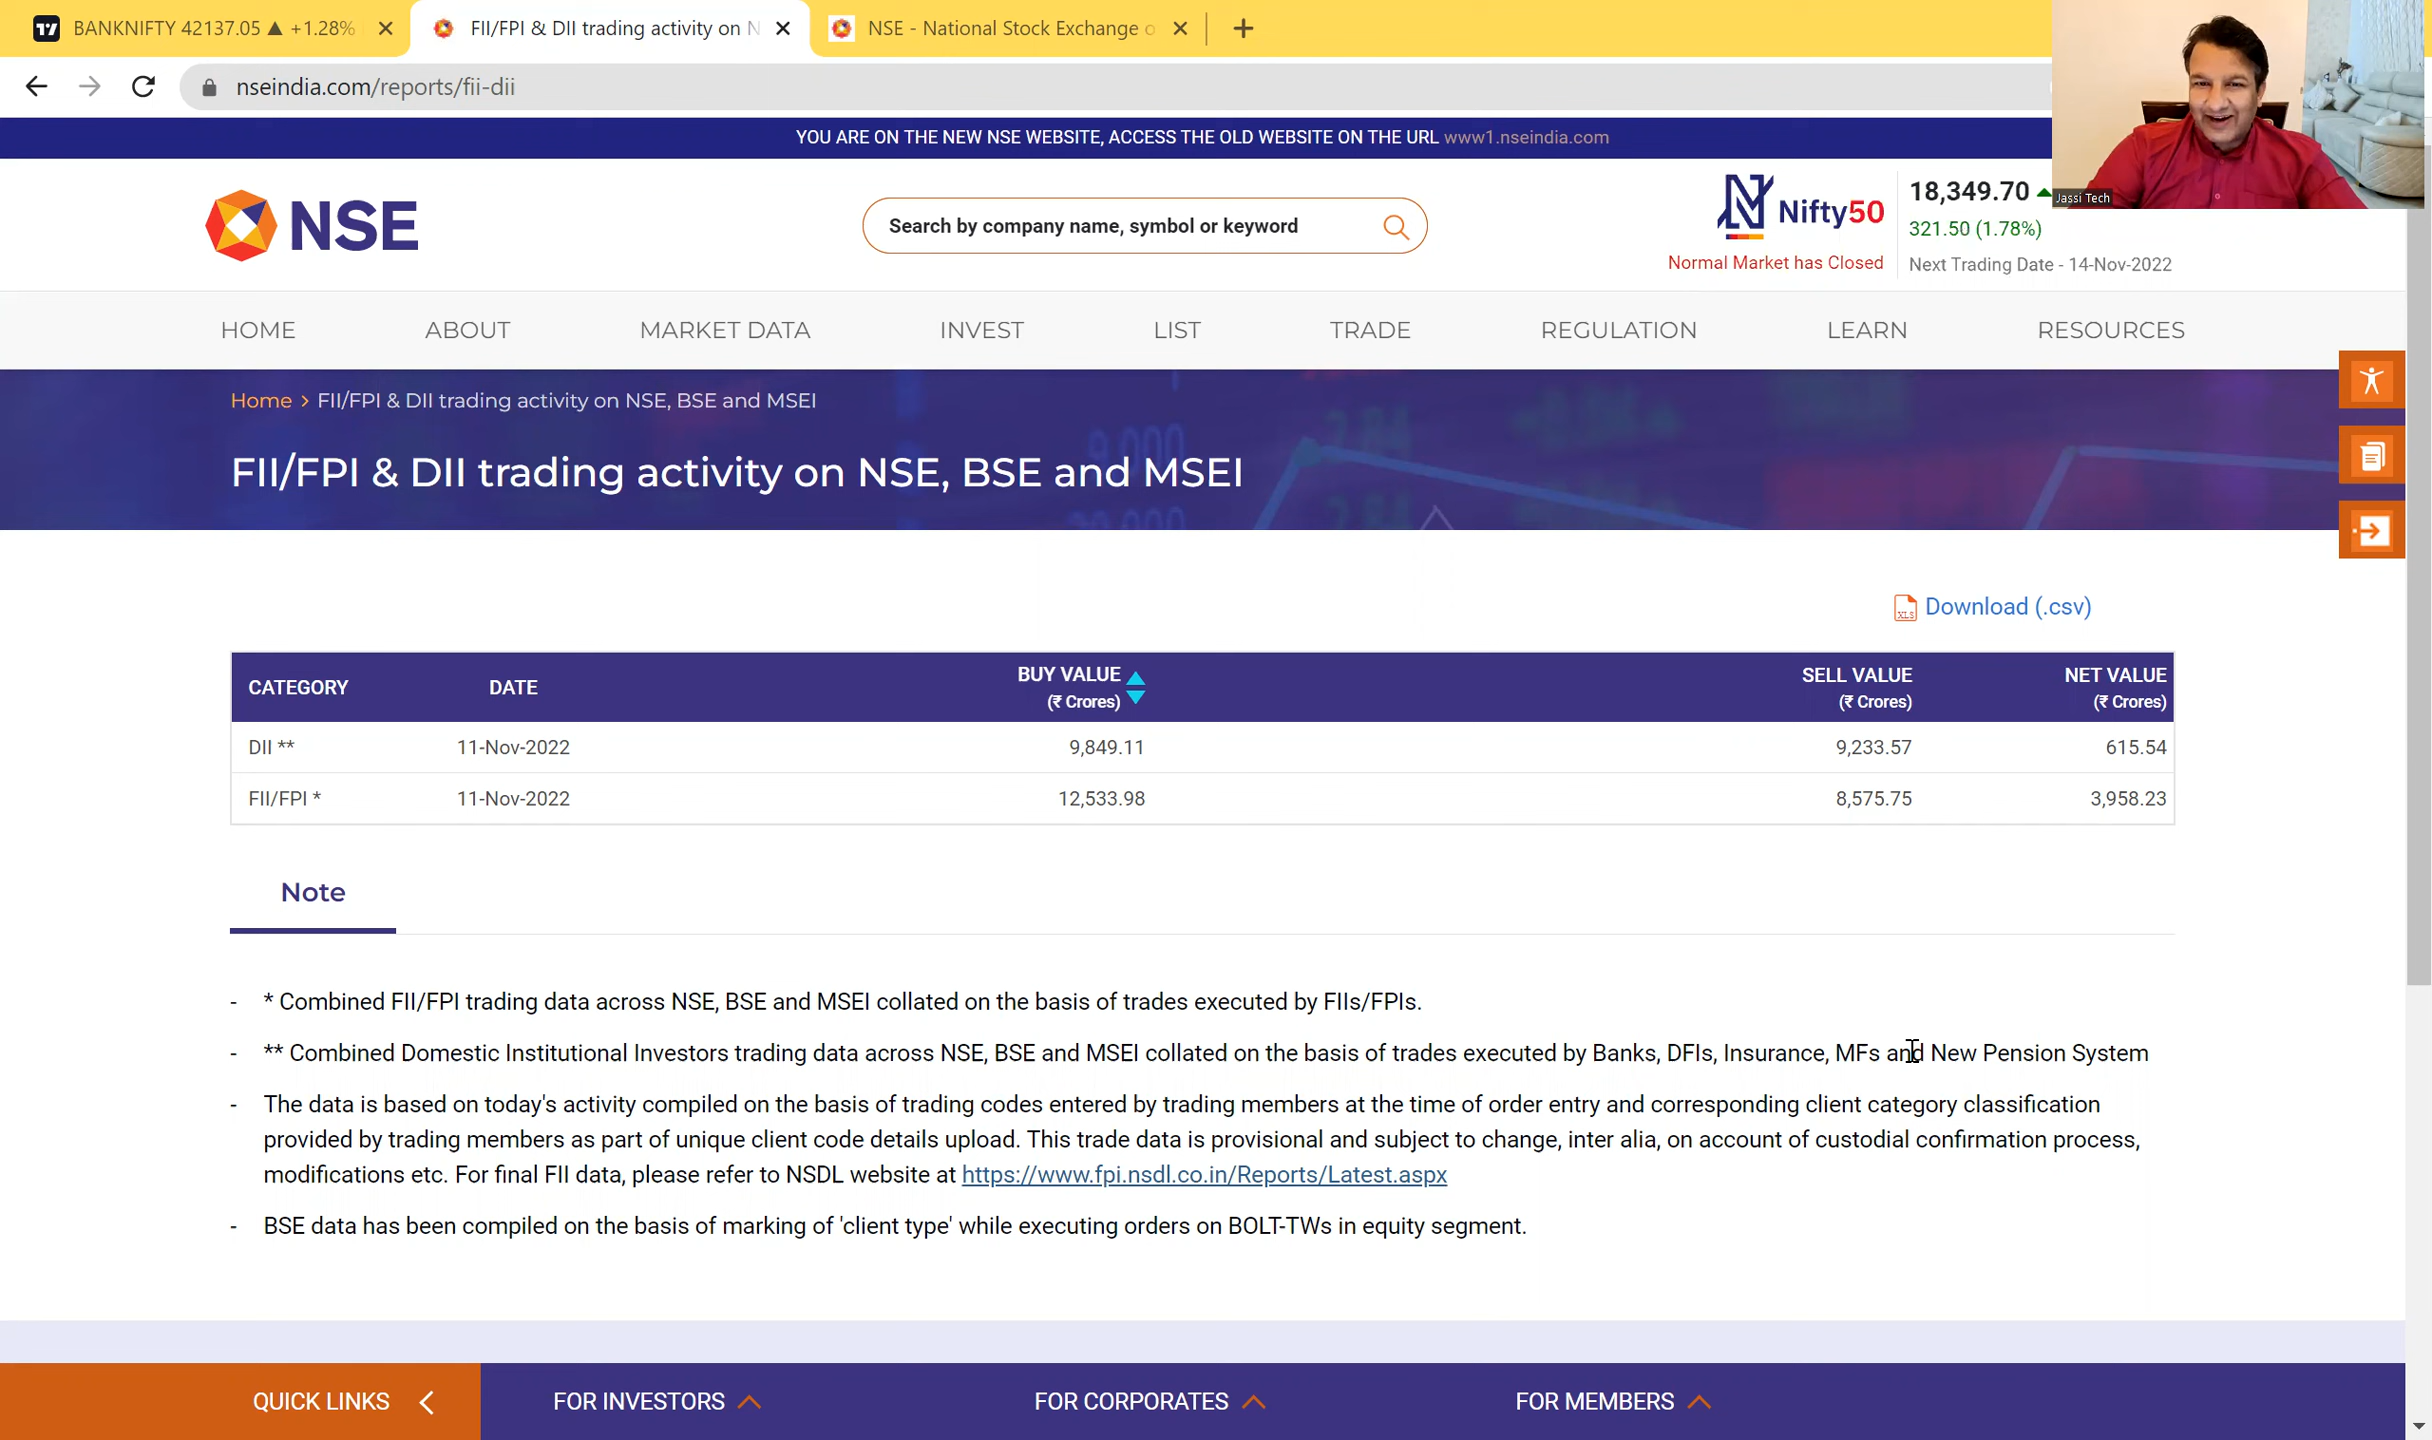 BANKNIFTY 42137.05 ▲ +1.28%
FII/FPI & DII trading activity on N
NSE - National Stock Exchange o
nseindia.com/reports/fii-dii
YOU ARE ON THE NEW NSE WEBSITE, ACCESS THE OLD WEBSITE ON THE URL www1.nseindia.com
Jassi Tech
NSE
Search by company name, symbol or keyword
Nifty50
18,349.70
321.50 (1.78%)
Normal Market has Closed
Next Trading Date - 14-Nov-2022
HOME ABOUT MARKET DATA INVEST LIST TRADE REGULATION LEARN RESOURCES
Home > FII/FPI & DII trading activity on NSE, BSE and MSEI
FII/FPI & DII trading activity on NSE, BSE and MSEI
Download (.csv)
CATEGORY DATE BUY VALUE (₹ Crores) SELL VALUE (₹ Crores) NET VALUE (₹ Crores)
DII ** 11-Nov-2022 9,849.11 9,233.57 615.54
FII/FPI * 11-Nov-2022 12,533.98 8,575.75 3,958.23
Note
- * Combined FII/FPI trading data across NSE, BSE and MSEI collated on the basis of trades executed by FIIs/FPIs.
- ** Combined Domestic Institutional Investors trading data across NSE, BSE and MSEI collated on the basis of trades executed by Banks, DFIs, Insurance, MFs and New Pension System
- The data is based on today's activity compiled on the basis of trading codes entered by trading members at the time of order entry and corresponding client category classification
provided by trading members as part of unique client code details upload. This trade data is provisional and subject to change, inter alia, on account of custodial confirmation process,
modifications etc. For final FII data, please refer to NSDL website at https://www.fpi.nsdl.co.in/Reports/Latest.aspx
- BSE data has been compiled on the basis of marking of 'client type' while executing orders on BOLT-TWs in equity segment.
QUICK LINKS FOR INVESTORS FOR CORPORATES FOR MEMBERS